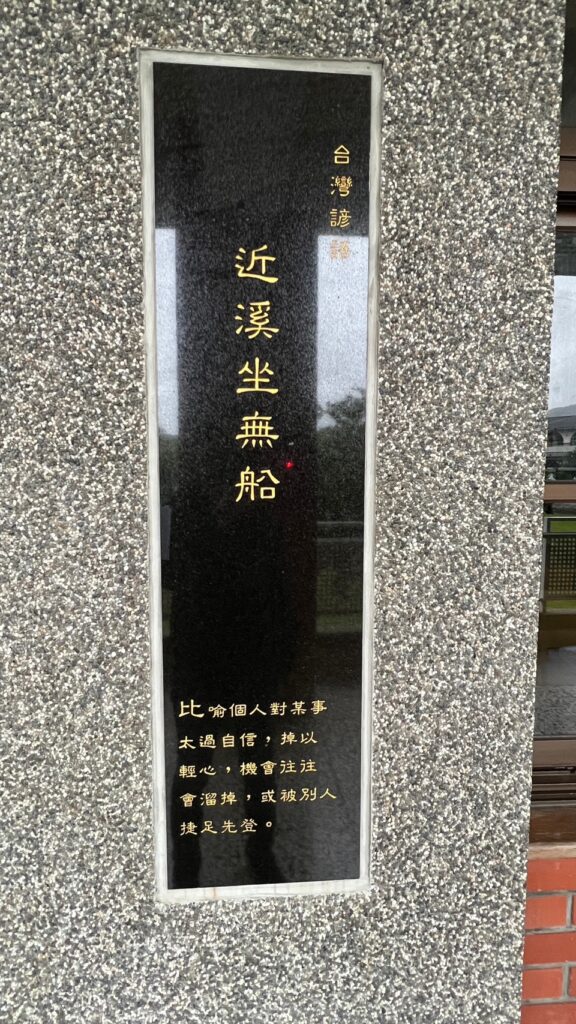 台灣諺語
近溪坐無船
比喻個人對某事
太過自信，掉以
輕心，機會往往
會溜掉，或被別人
捷足先登。